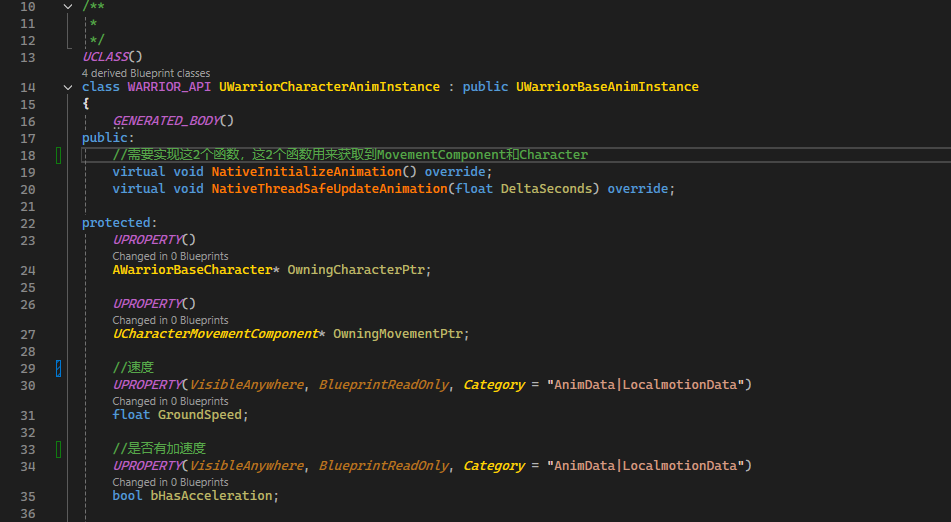 10 /**
11 *
12 */
13 UCLASS()
4 derived Blueprint classes
14 class WARRIOR_API UWarriorCharacterAnimInstance : public UWarriorBaseAnimInstance
15 {
16 GENERATED_BODY()
17 public:
18 //需要实现这2个函数，这2个函数用来获取到MovementComponent和Character
19 virtual void NativeInitializeAnimation() override;
20 virtual void NativeThreadSafeUpdateAnimation(float DeltaSeconds) override;
21
22 protected:
23 UPROPERTY()
Changed in 0 Blueprints
24 AWarriorBaseCharacter* OwningCharacterPtr;
25
26 UPROPERTY()
Changed in 0 Blueprints
27 UCharacterMovementComponent* OwningMovementPtr;
28
29 //速度
30 UPROPERTY(VisibleAnywhere, BlueprintReadOnly, Category = "AnimData|LocalmotionData")
Changed in 0 Blueprints
31 float GroundSpeed;
32
33 //是否有加速度
34 UPROPERTY(VisibleAnywhere, BlueprintReadOnly, Category = "AnimData|LocalmotionData")
Changed in 0 Blueprints
35 bool bHasAcceleration;
36